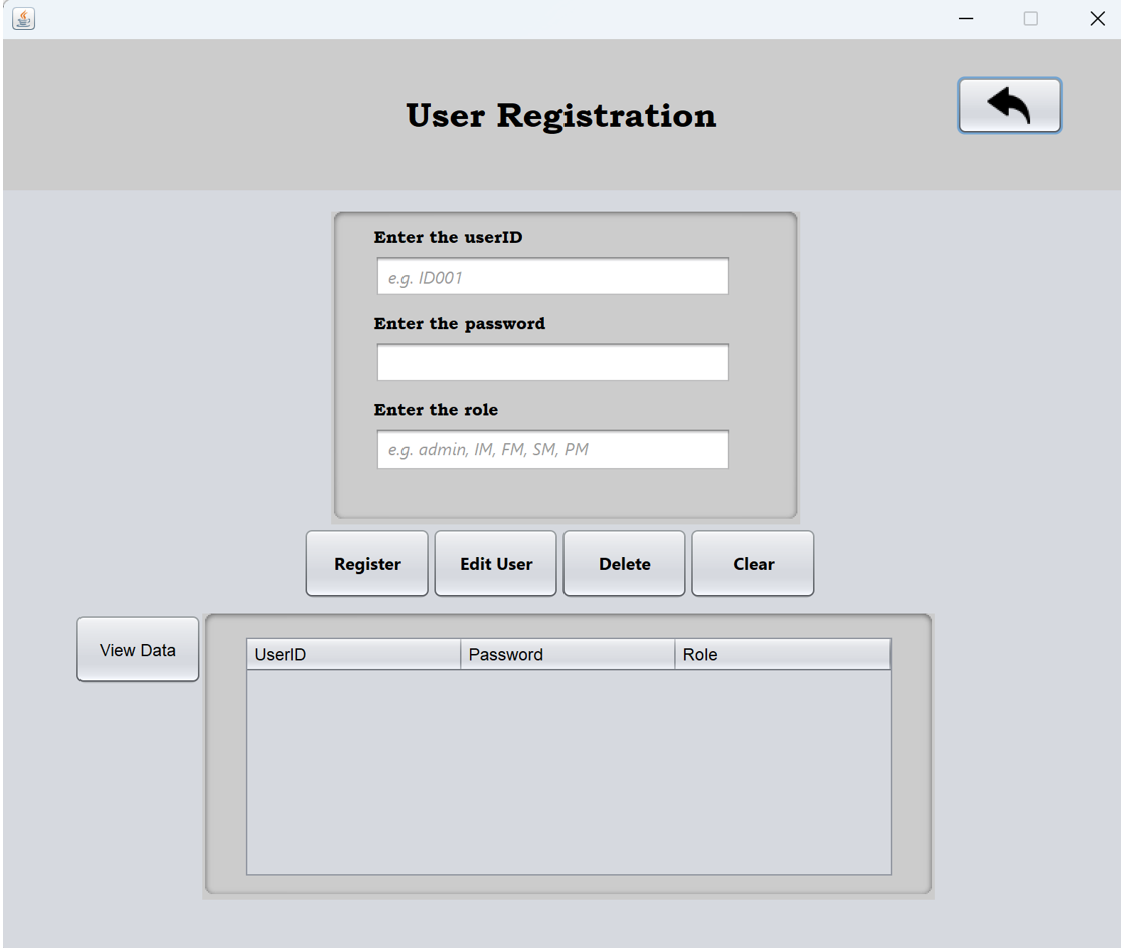 User Registration
Enter the userID
e.g. ID001
Enter the password
Enter the role
e.g. admin, IM, FM, SM, PM
Register Edit User Delete Clear
View Data
UserID Password Role